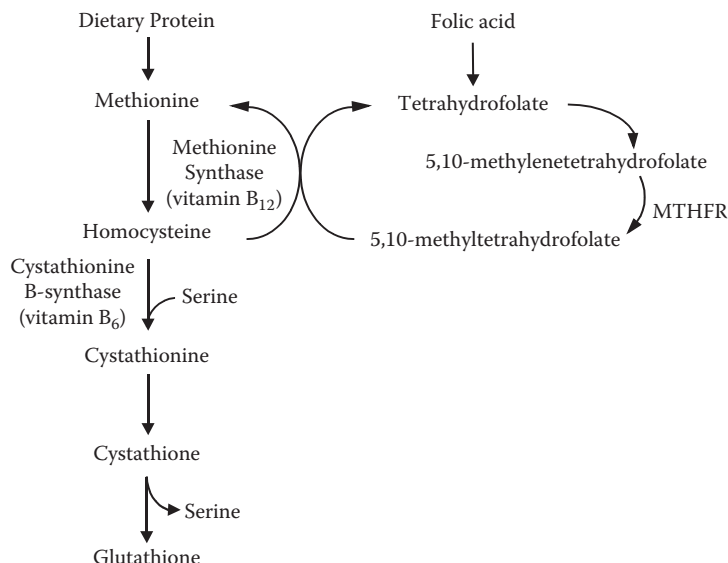 Dietary Protein
Folic acid
Methionine
Tetrahydrofolate
Methionine
Synthase
(vitamin B₁₂)
5,10-methylenetetrahydrofolate
MTHFR
Homocysteine
5,10-methyltetrahydrofolate
Cystathionine
B-synthase
(vitamin B₆)
Serine
Cystathionine
Cystathione
Serine
Glutathione